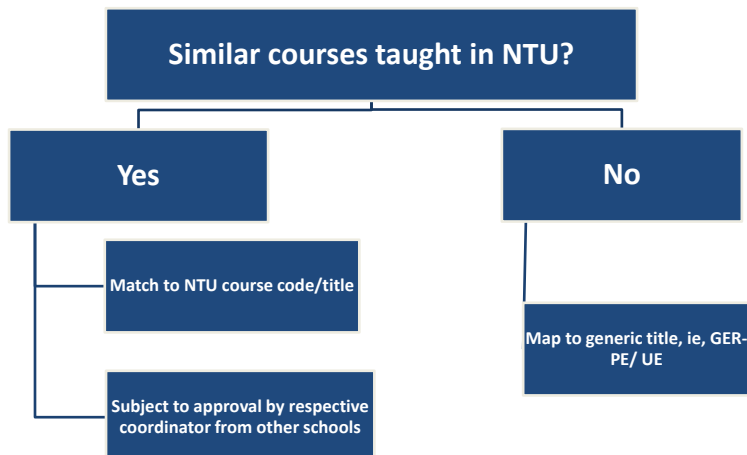 Similar courses taught in NTU?
Yes
No
Match to NTU course code/title
Map to generic title, ie, GER-
PE/ UE
Subject to approval by respective
coordinator from other schools